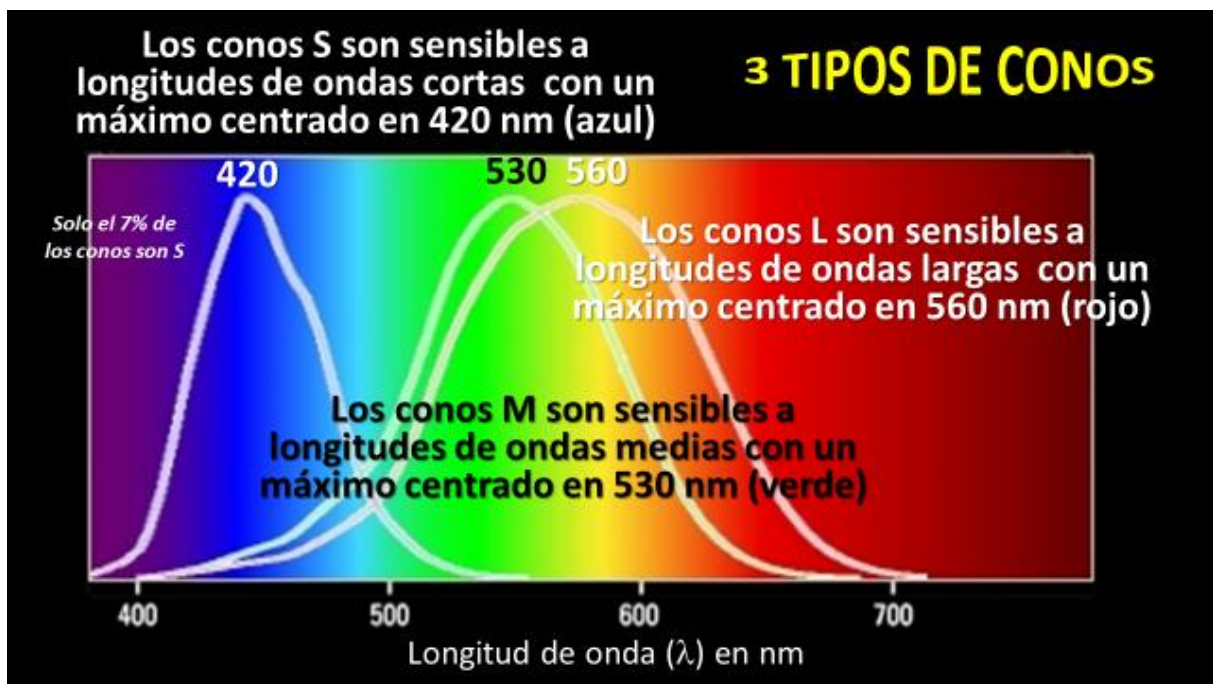 Los conos S son sensibles a
longitudes de ondas cortas con un
máximo centrado en 420 nm (azul)
3 TIPOS DE CONOS
420
530
560
Solo el 7% de
los conos son S
Los conos L son sensibles a
longitudes de ondas largas con un
máximo centrado en 560 nm (rojo)
Los conos M son sensibles a
longitudes de ondas medias con un
máximo centrado en 530 nm (verde)
400
500
600
700
Longitud de onda (λ) en nm